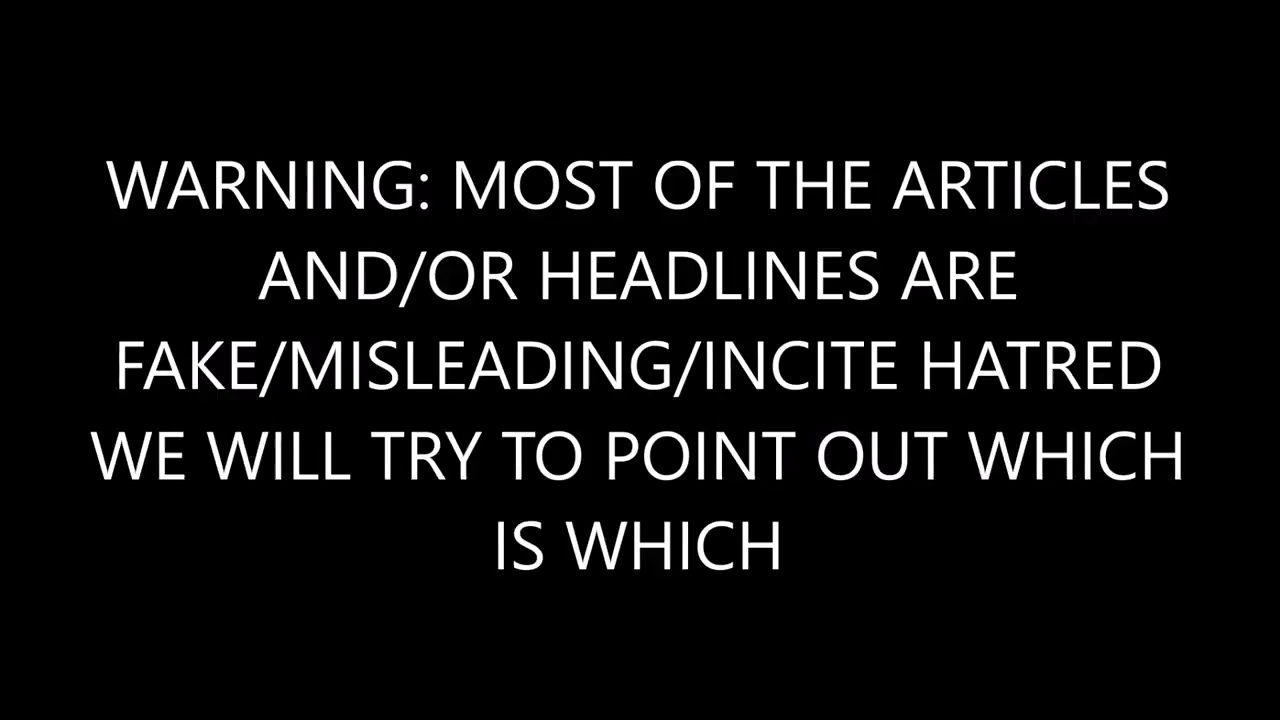 WARNING: MOST OF THE ARTICLES
AND/OR HEADLINES ARE
FAKE/MISLEADING/INCITE HATRED
WE WILL TRY TO POINT OUT WHICH
IS WHICH